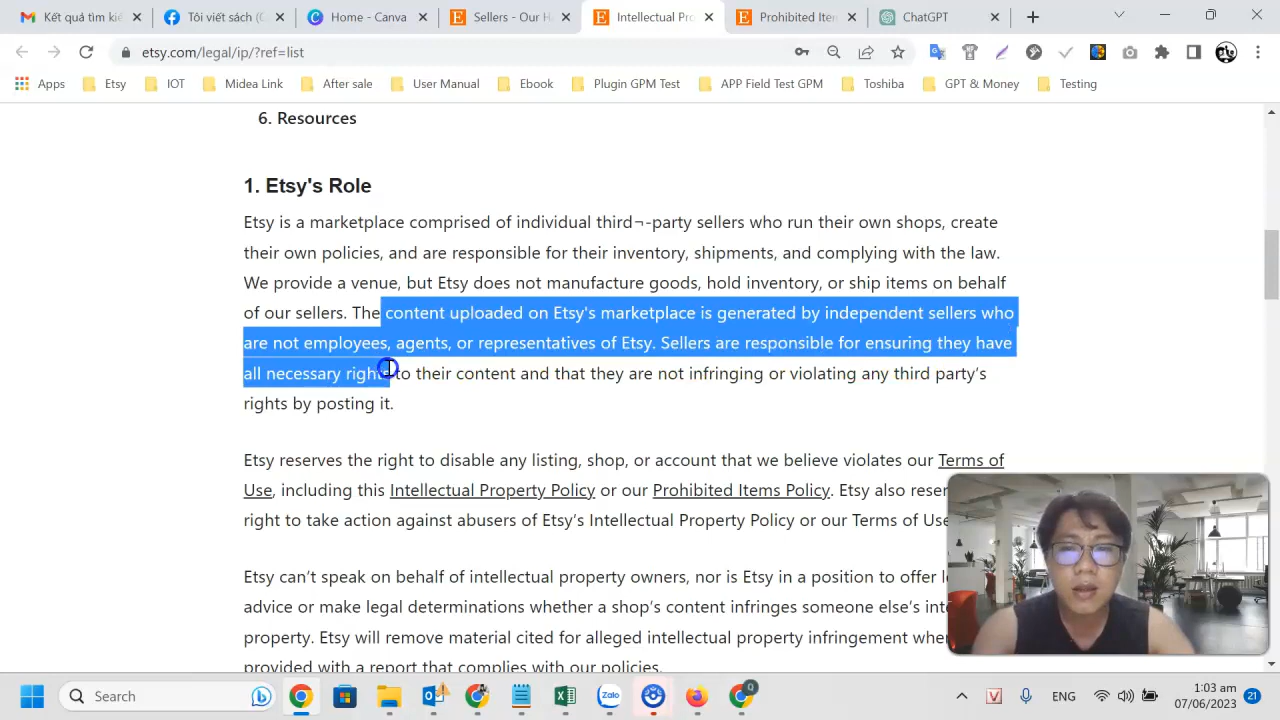 Kết quả tìm kiế
Tôi viết sách (
Home - Canva
Sellers - Our H
Intellectual Pro
Prohibited Iten
ChatGPT
etsy.com/legal/ip/?ref=list
Apps
Etsy
IOT
Midea Link
After sale
User Manual
Ebook
Plugin GPM Test
APP Field Test GPM
Toshiba
GPT & Money
Testing
6. Resources
1. Etsy's Role
Etsy is a marketplace comprised of individual third¬-party sellers who run their own shops, create
their own policies, and are responsible for their inventory, shipments, and complying with the law.
We provide a venue, but Etsy does not manufacture goods, hold inventory, or ship items on behalf
of our sellers. The content uploaded on Etsy's marketplace is generated by independent sellers who
are not employees, agents, or representatives of Etsy. Sellers are responsible for ensuring they have
all necessary rights to their content and that they are not infringing or violating any third party's
rights by posting it.
Etsy reserves the right to disable any listing, shop, or account that we believe violates our Terms of
Use, including this Intellectual Property Policy or our Prohibited Items Policy. Etsy also reser
right to take action against abusers of Etsy's Intellectual Property Policy or our Terms of Use
Etsy can't speak on behalf of intellectual property owners, nor is Etsy in a position to offer l
advice or make legal determinations whether a shop's content infringes someone else's inte
property. Etsy will remove material cited for alleged intellectual property infringement whe
provided with a report that complies with our policies.
Search
Zalo
Q
V
ENG
1:03 am
07/06/2023
21